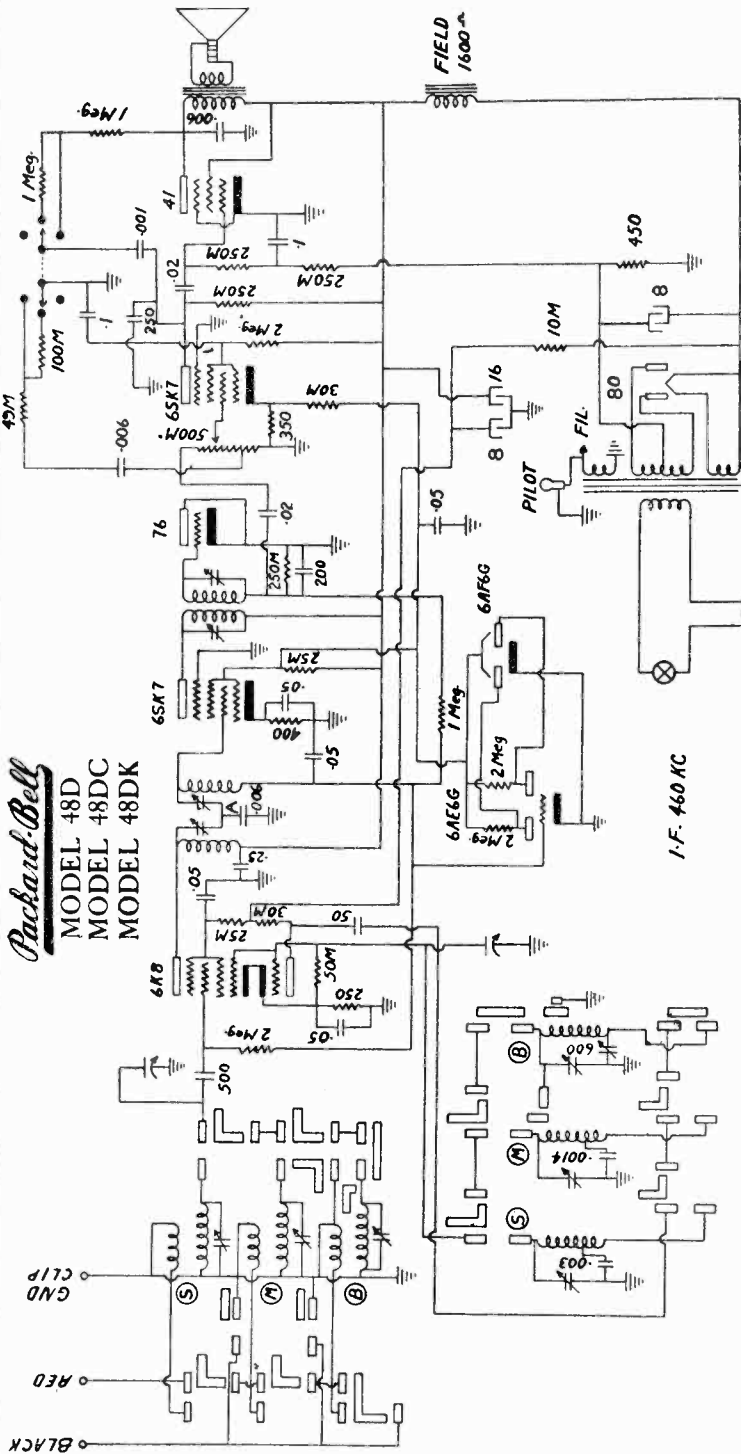 Packard-Bell
MODEL 48D
MODEL 48DC
MODEL 48DK
BLACK
RED
GND
CLIP
S
M
B
500
2 Meg.
6K8
.05
.25
25M
30M
50
50M
250
.05
A
.006
6SK7
.05
400
.05
25M
76
250M
200
.02
.006
49M
100M
.1
250
.001
1 Meg.
1 Meg.
500M
6SK7
350
30M
2 Meg.
250M
.02
250M
250M
.1
41
.006
FIELD
1600 Ω
450
8
10M
16
8
.05
80
PILOT
FIL.
1 Meg
6AF6G
2 Meg
6AE6G
2 Meg.
S
.003
M
.0014
B
600
I.F. 460 KC